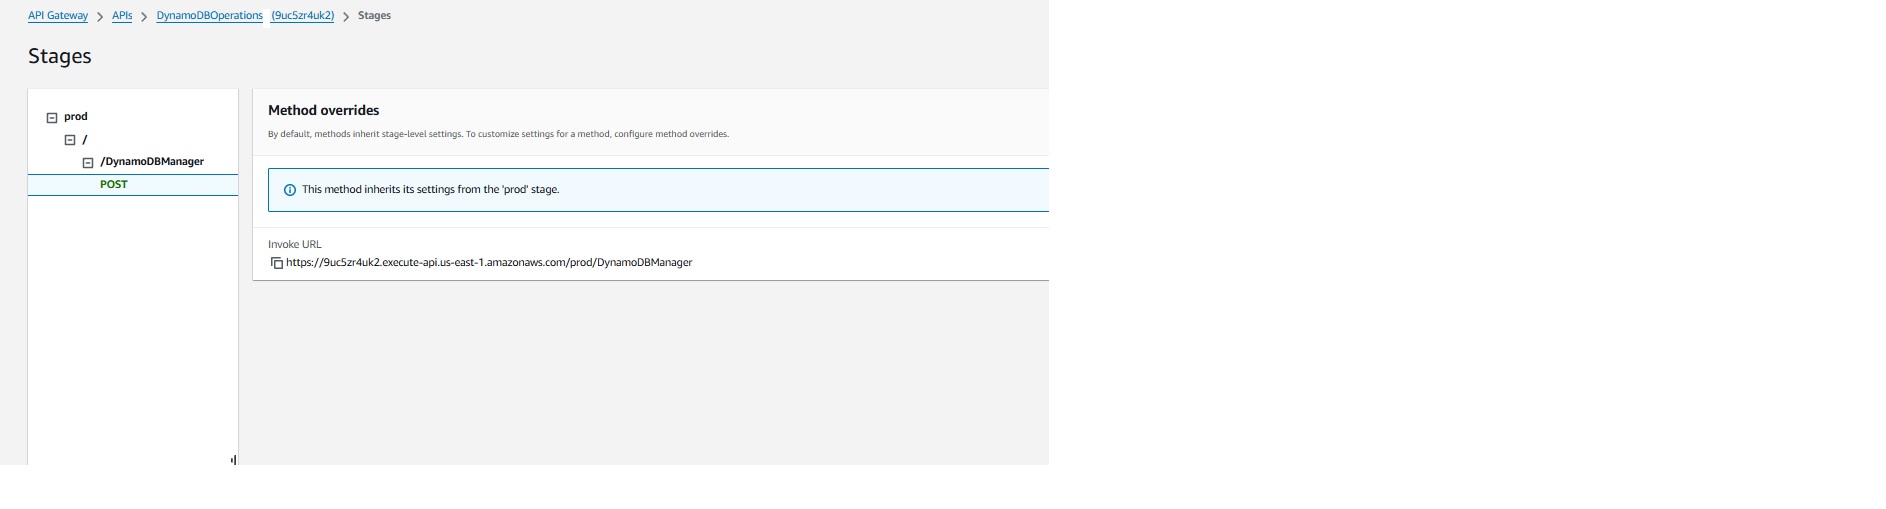 API Gateway > APIs > DynamoDBOperations (9uc5zr4uk2) > Stages
Stages
prod
/
/DynamoDBManager
POST
Method overrides
By default, methods inherit stage-level settings. To customize settings for a method, configure method overrides.
This method inherits its settings from the 'prod' stage.
Invoke URL
https://9uc5zr4uk2.execute-api.us-east-1.amazonaws.com/prod/DynamoDBManager